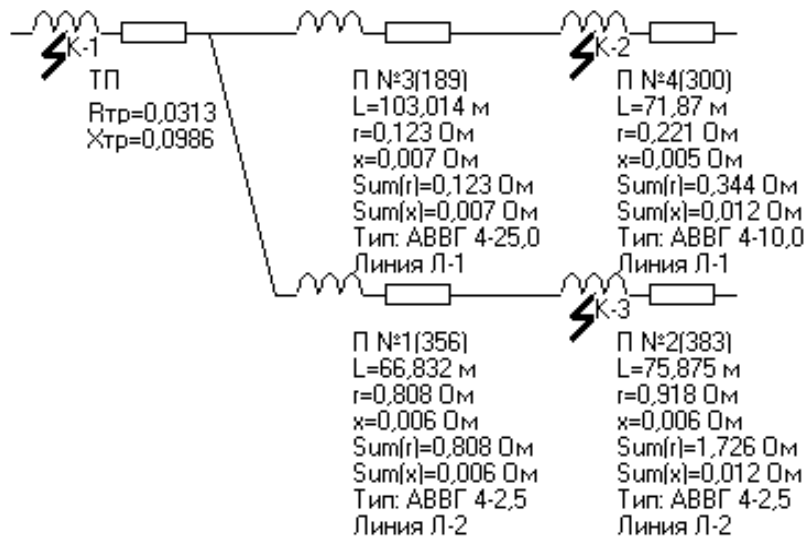 К-1
К-2
ТП
Rтр=0,0313
Xтр=0,0986
П №3(189)
L=103,014 м
r=0,123 Ом
x=0,007 Ом
Sum(r)=0,123 Ом
Sum(x)=0,007 Ом
Тип: АВВГ 4-25,0
Линия Л-1
П №4(300)
L=71,87 м
r=0,221 Ом
x=0,005 Ом
Sum(r)=0,344 Ом
Sum(x)=0,012 Ом
Тип: АВВГ 4-10,0
Линия Л-1
К-3
П №1(356)
L=66,832 м
r=0,808 Ом
x=0,006 Ом
Sum(r)=0,808 Ом
Sum(x)=0,006 Ом
Тип: АВВГ 4-2,5
Линия Л-2
П №2(383)
L=75,875 м
r=0,918 Ом
x=0,006 Ом
Sum(r)=1,726 Ом
Sum(x)=0,012 Ом
Тип: АВВГ 4-2,5
Линия Л-2